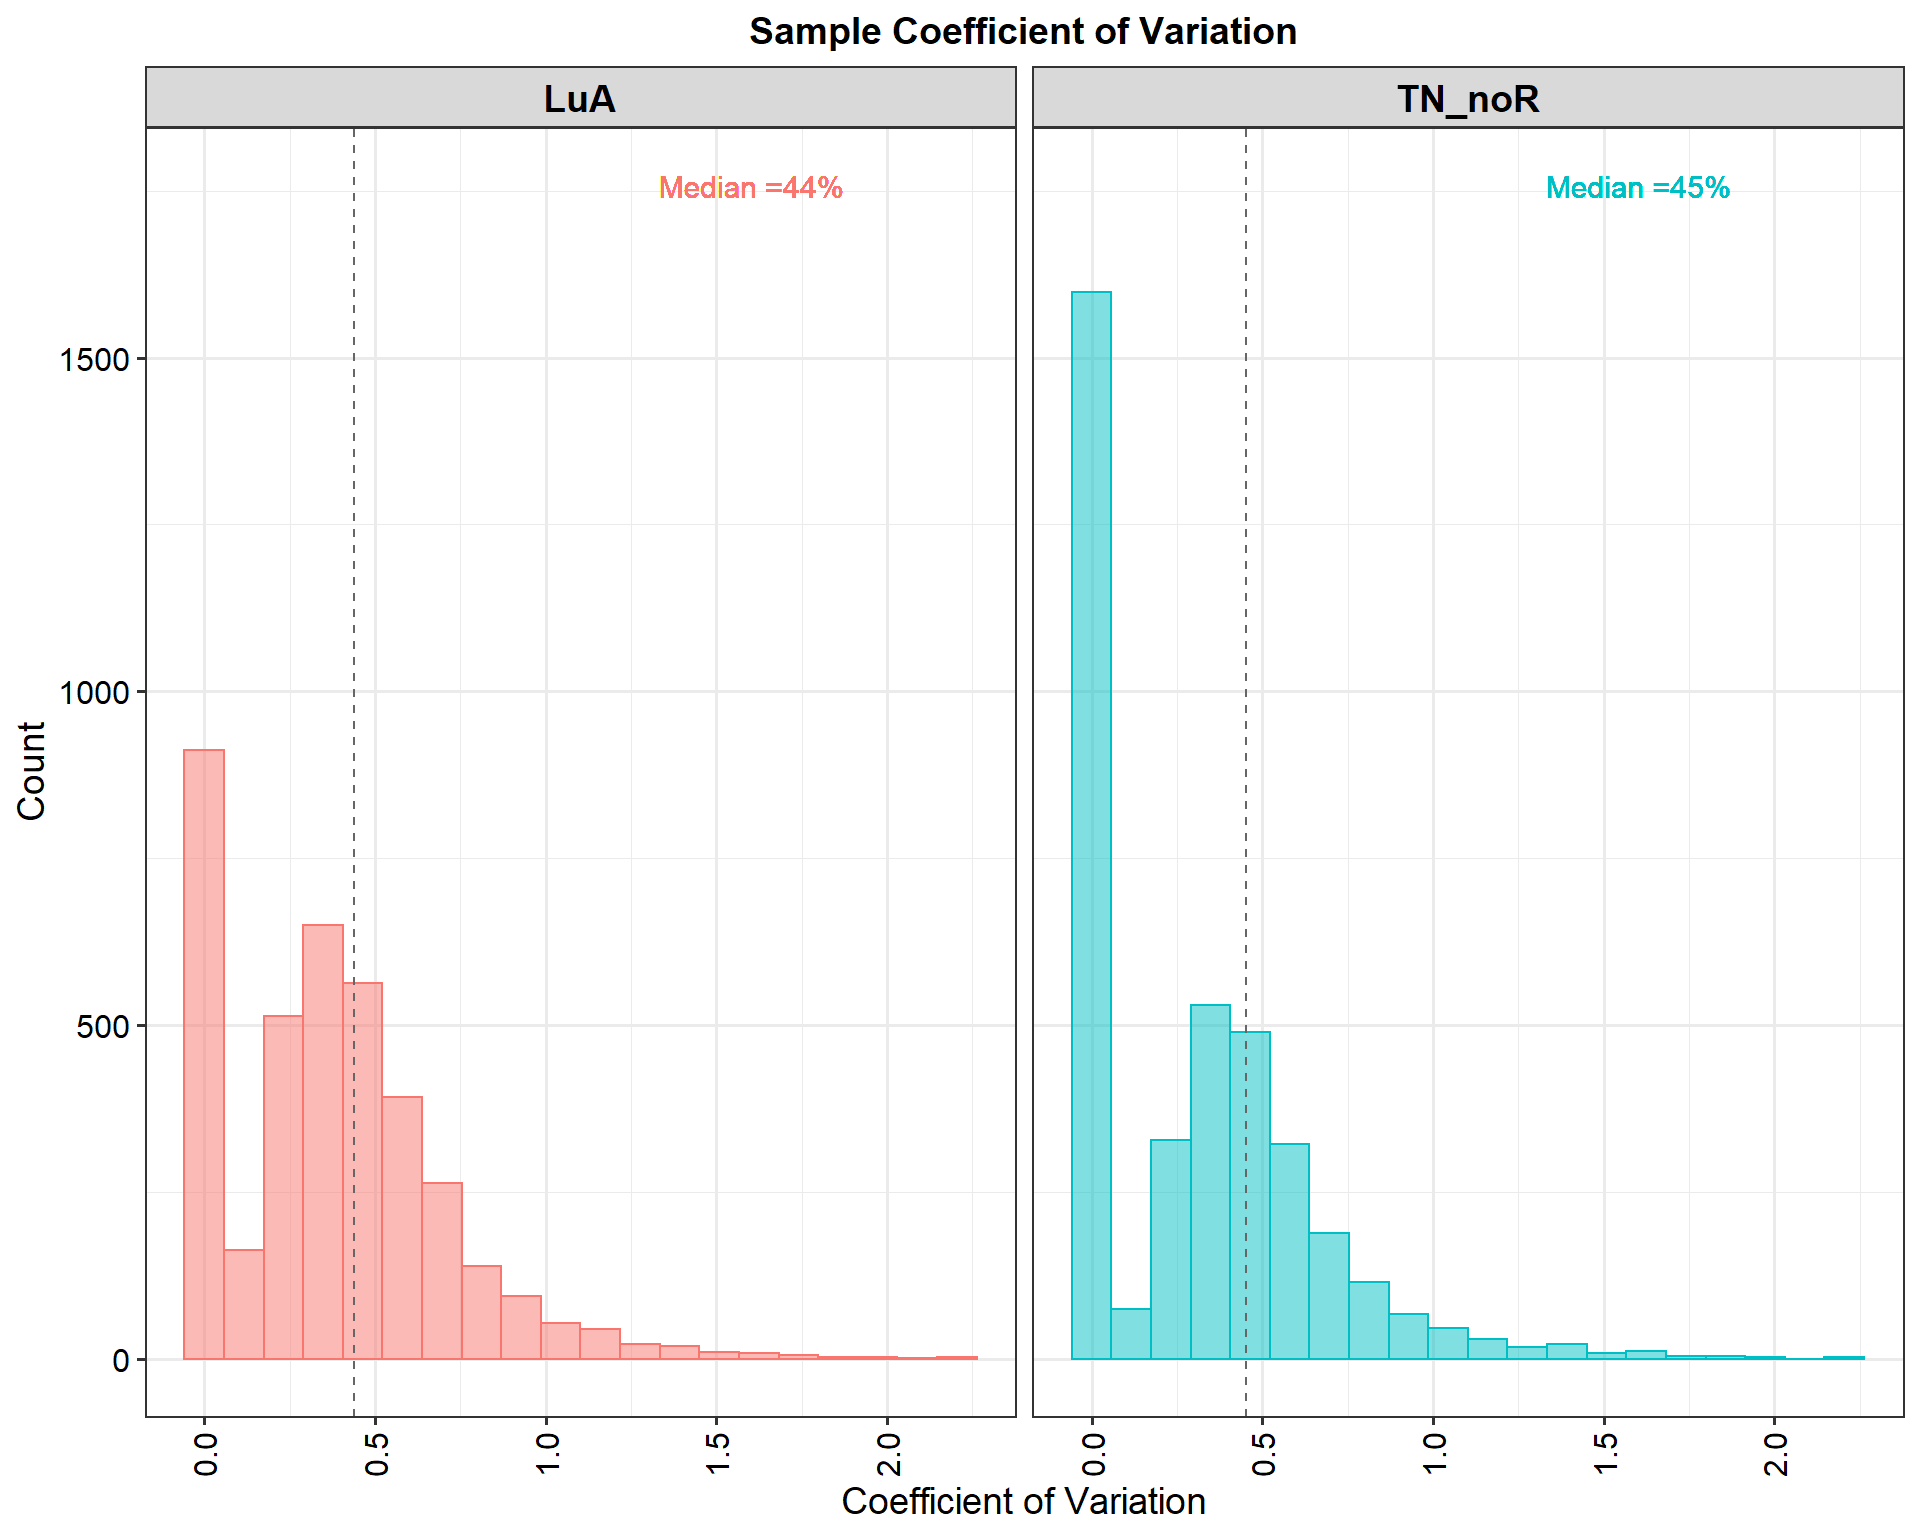 Sample Coefficient of Variation
LuA
TN_noR
Median =44%
Median =45%
Count
1500
1000
500
0
0.0
0.5
1.0
1.5
2.0
0.0
0.5
1.0
1.5
2.0
Coefficient of Variation